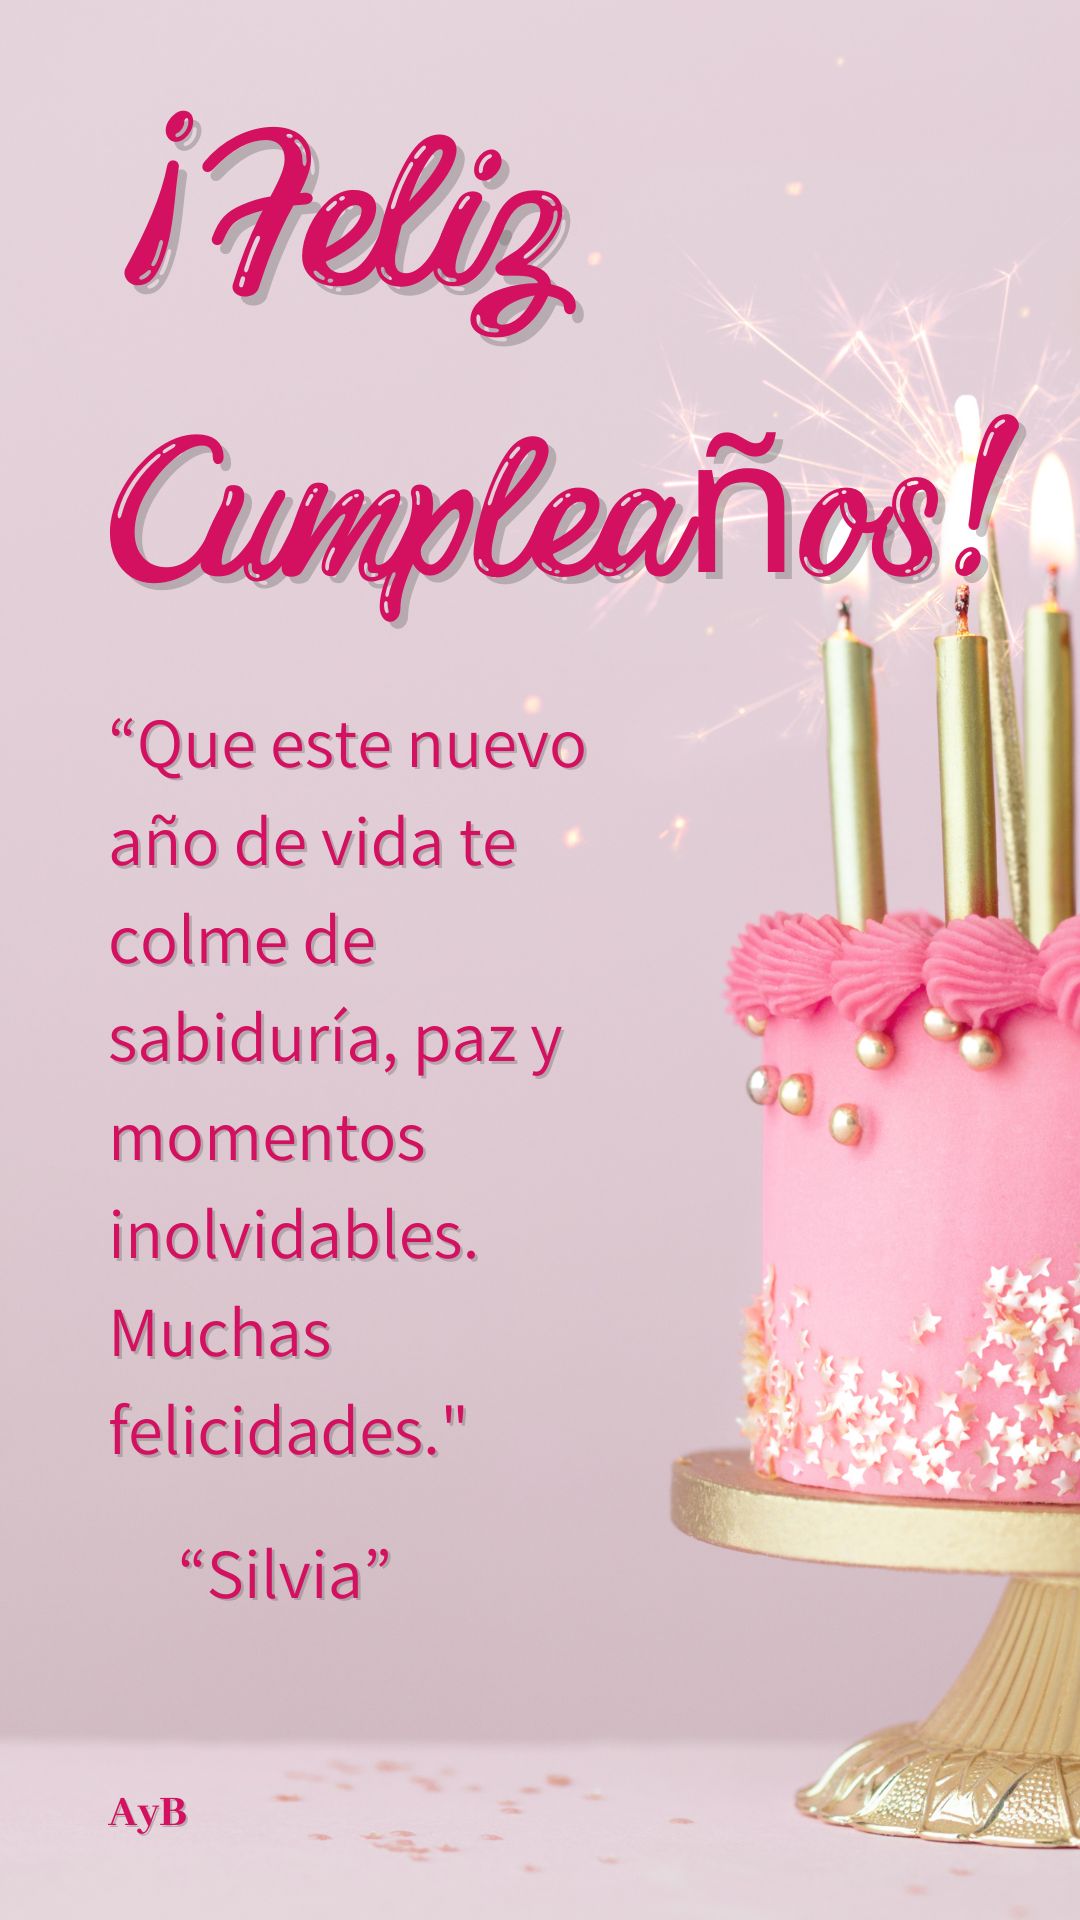 ¡Feliz
Cumpleaños!
“Que este nuevo
año de vida te
colme de
sabiduría, paz y
momentos
inolvidables.
Muchas
felicidades."
“Silvia”
AyB